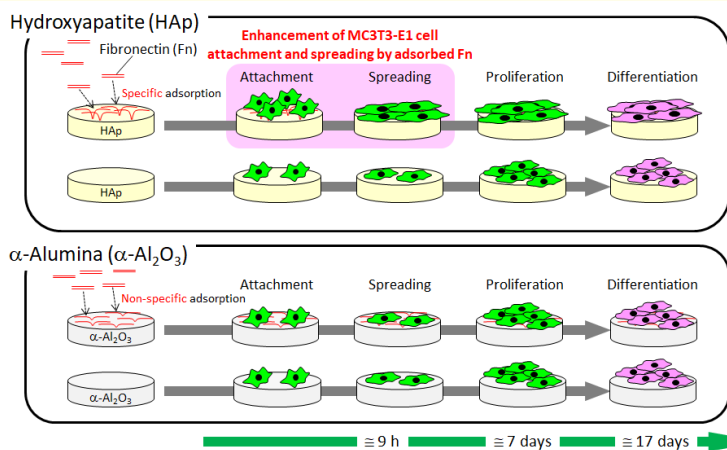 Hydroxyapatite (HAp)
Enhancement of MC3T3-E1 cell
attachment and spreading by adsorbed Fn
Fibronectin (Fn)
Attachment
Spreading
Proliferation
Differentiation
Specific adsorption
HAp
HAp
α-Alumina (α-Al₂O₃)
Attachment
Spreading
Proliferation
Differentiation
Non-specific adsorption
α-Al₂O₃
α-Al₂O₃
≅ 9 h
≅ 7 days
≅ 17 days